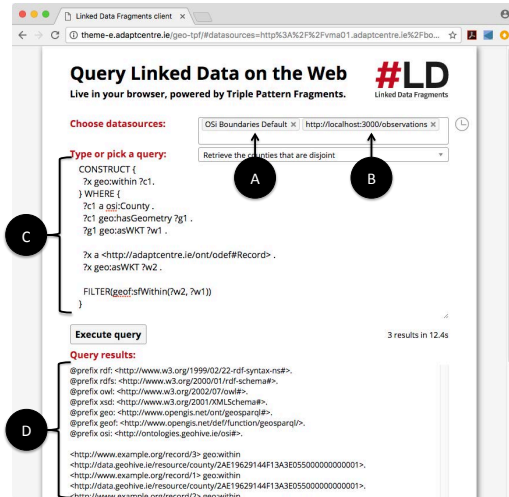 Linked Data Fragments client ×
theme-e.adaptcentre.ie/geo-tpf/#datasources=http%3A%2F%2Fvma01.adaptcentre.ie%2Fbo...
Query Linked Data on the Web
Live in your browser, powered by Triple Pattern Fragments.
#LD
Linked Data Fragments
Choose datasources:
OSi Boundaries Default × http://localhost:3000/observations ×
Type or pick a query:
Retrieve the counties that are disjoint
A
B
C
CONSTRUCT {
?x geo:within ?c1.
} WHERE {
?c1 a osi:County .
?c1 geo:hasGeometry ?g1 .
?g1 geo:asWKT ?w1 .
?x a <http://adaptcentre.ie/ont/odef#Record> .
?x geo:asWKT ?w2 .
FILTER(geof:sfWithin(?w2, ?w1))
}
Execute query
3 results in 12.4s
Query results:
D
@prefix rdf: <http://www.w3.org/1999/02/22-rdf-syntax-ns#>.
@prefix rdfs: <http://www.w3.org/2000/01/rdf-schema#>.
@prefix owl: <http://www.w3.org/2002/07/owl#>.
@prefix xsd: <http://www.w3.org/2001/XMLSchema#>.
@prefix geo: <http://www.opengis.net/ont/geosparql#>.
@prefix geof: <http://www.opengis.net/def/function/geosparql/>.
@prefix osi: <http://ontologies.geohive.ie/osi#>.
<http://www.example.org/record/3> geo:within
<http://data.geohive.ie/resource/county/2AE19629144F13A3E055000000000001>.
<http://www.example.org/record/1> geo:within
<http://data.geohive.ie/resource/county/2AE19629144F13A3E055000000000001>.
<http://www.example.org/record/2> geo:within